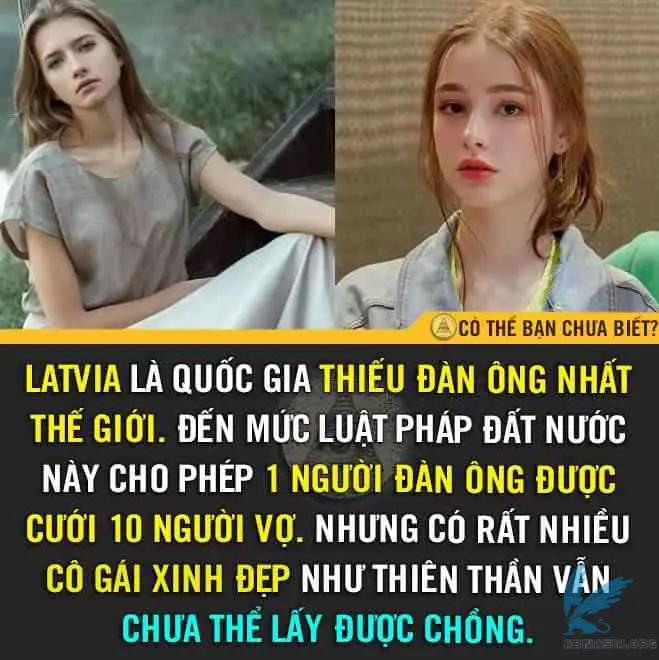 CÓ THỂ BẠN CHƯA BIẾT?
LATVIA LÀ QUỐC GIA THIẾU ĐÀN ÔNG NHẤT
THẾ GIỚI. ĐẾN MỨC LUẬT PHÁP ĐẤT NƯỚC
NÀY CHO PHÉP 1 NGƯỜI ĐÀN ÔNG ĐƯỢC
CƯỚI 10 NGƯỜI VỢ. NHƯNG CÓ RẤT NHIỀU
CÔ GÁI XINH ĐẸP NHƯ THIÊN THẦN VẪN
CHƯA THỂ LẤY ĐƯỢC CHỒNG.